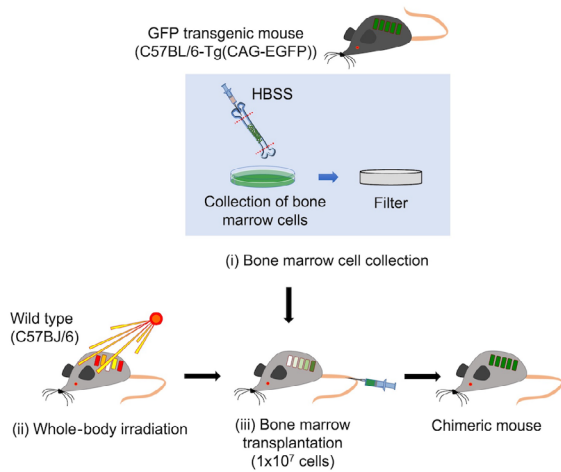 GFP transgenic mouse
(C57BL/6-Tg(CAG-EGFP))
HBSS
Collection of bone
marrow cells
Filter
(i) Bone marrow cell collection
Wild type
(C57BJ/6)
(ii) Whole-body irradiation
(iii) Bone marrow
transplantation
(1x10⁷ cells)
Chimeric mouse